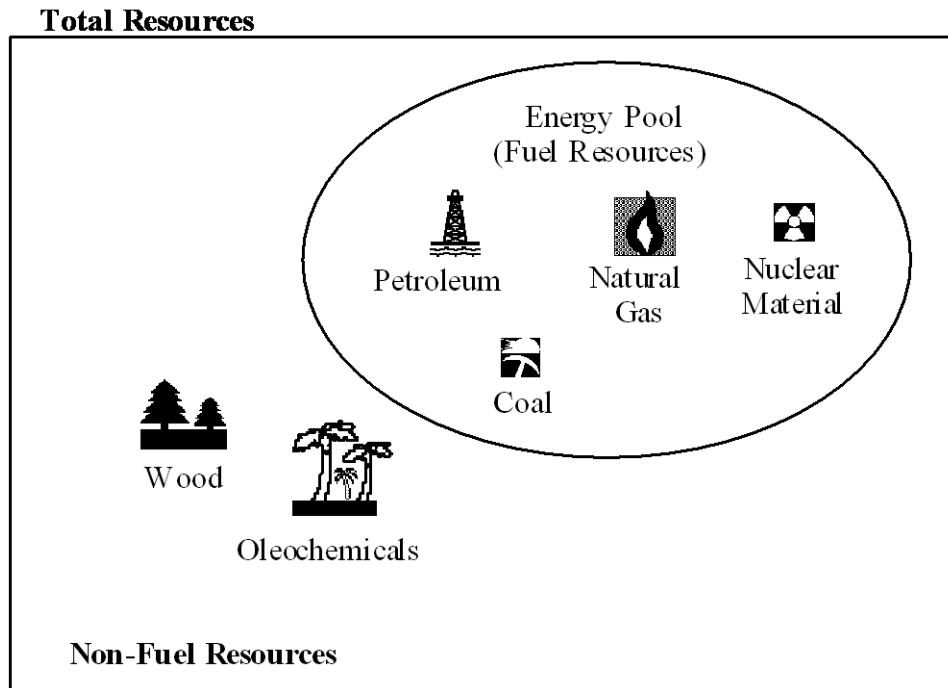 Total Resources
Energy Pool
(Fuel Resources)
Petroleum
Natural
Gas
Nuclear
Material
Coal
Wood
Oleochemicals
Non-Fuel Resources